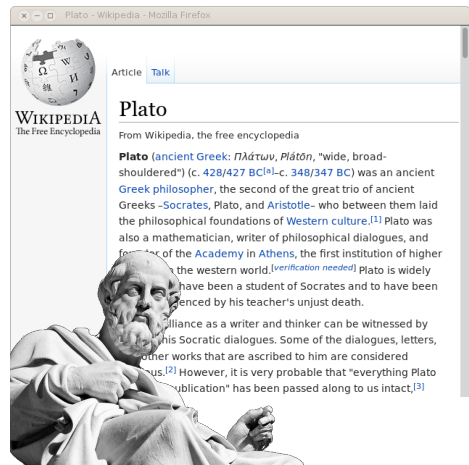 Plato - Wikipedia - Mozilla Firefox
WIKIPEDIA
The Free Encyclopedia
Article Talk
Plato
From Wikipedia, the free encyclopedia
Plato (ancient Greek: Πλάτων, Plátōn, "wide, broad-
shouldered") (c. 428/427 BC[a]–c. 348/347 BC) was an ancient
Greek philosopher, the second of the great trio of ancient
Greeks –Socrates, Plato, and Aristotle– who between them laid
the philosophical foundations of Western culture.[1] Plato was
also a mathematician, writer of philosophical dialogues, and
of the Academy in Athens, the first institution of higher
the western world.[verification needed] Plato is widely
have been a student of Socrates and to have been
by his teacher's unjust death.
as a writer and thinker can be witnessed by
his Socratic dialogues. Some of the dialogues, letters,
other works that are ascribed to him are considered
[2] However, it is very probable that "everything Plato
has been passed along to us intact,[3]